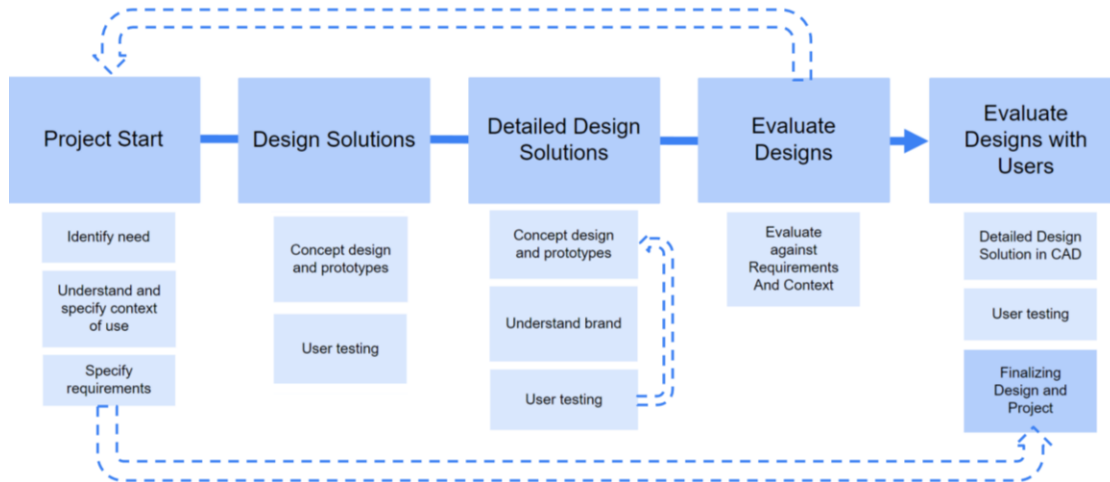 Project Start
Design Solutions
Detailed Design
Solutions
Evaluate
Designs
Evaluate
Designs with
Users
Identify need
Understand and
specify context
of use
Specify
requirements
Concept design
and prototypes
User testing
Concept design
and prototypes
Understand brand
User testing
Evaluate
against
Requirements
And Context
Detailed Design
Solution in CAD
User testing
Finalizing
Design and
Project